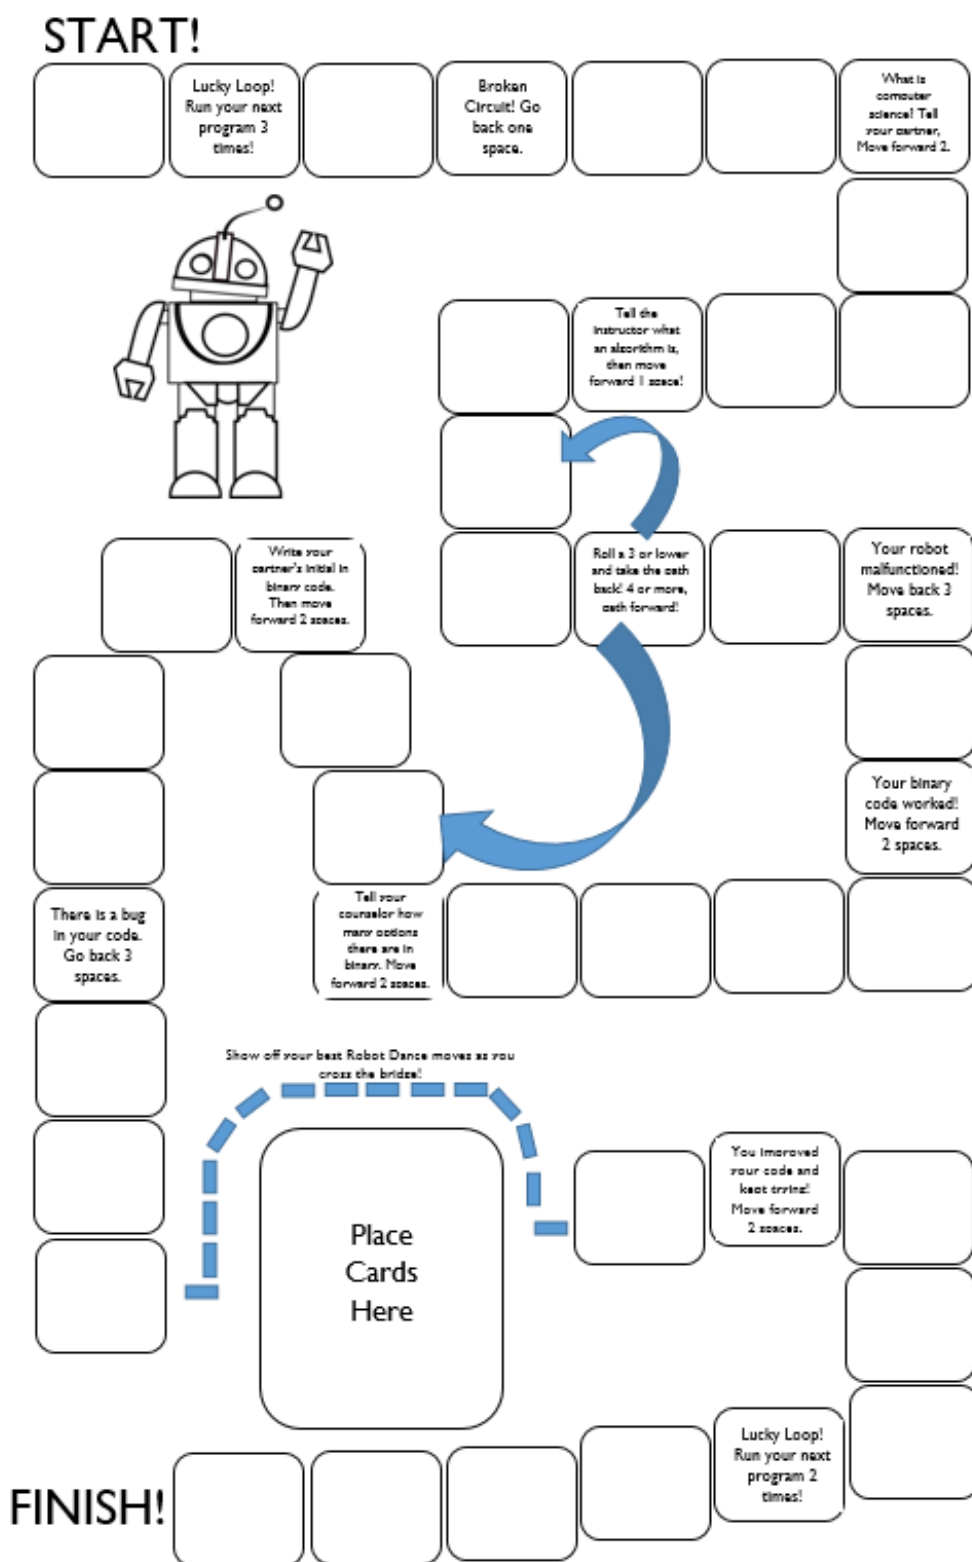 START!
Lucky Loop!
Run your next
program 3
times!
Broken
Circuit! Go
back one
space.
What is
computer
science? Tell
your partner,
Move forward 2.
Tell the
instructor what
an algorithm is,
then move
forward 1 space!
Write your
partner's initial in
binary code.
Then move
forward 2 spaces.
Roll a 3 or lower
and take the path
back! 4 or more,
path forward!
Your robot
malfunctioned!
Move back 3
spaces.
Your binary
code worked!
Move forward
2 spaces.
There is a bug
in your code.
Go back 3
spaces.
Tell your
counselor how
many options
there are in
binary. Move
forward 2 spaces.
Show off your best Robot Dance moves as you
cross the bridge!
Place
Cards
Here
You improved
your code and
kept trying!
Move forward
2 spaces.
Lucky Loop!
Run your next
program 2
times!
FINISH!